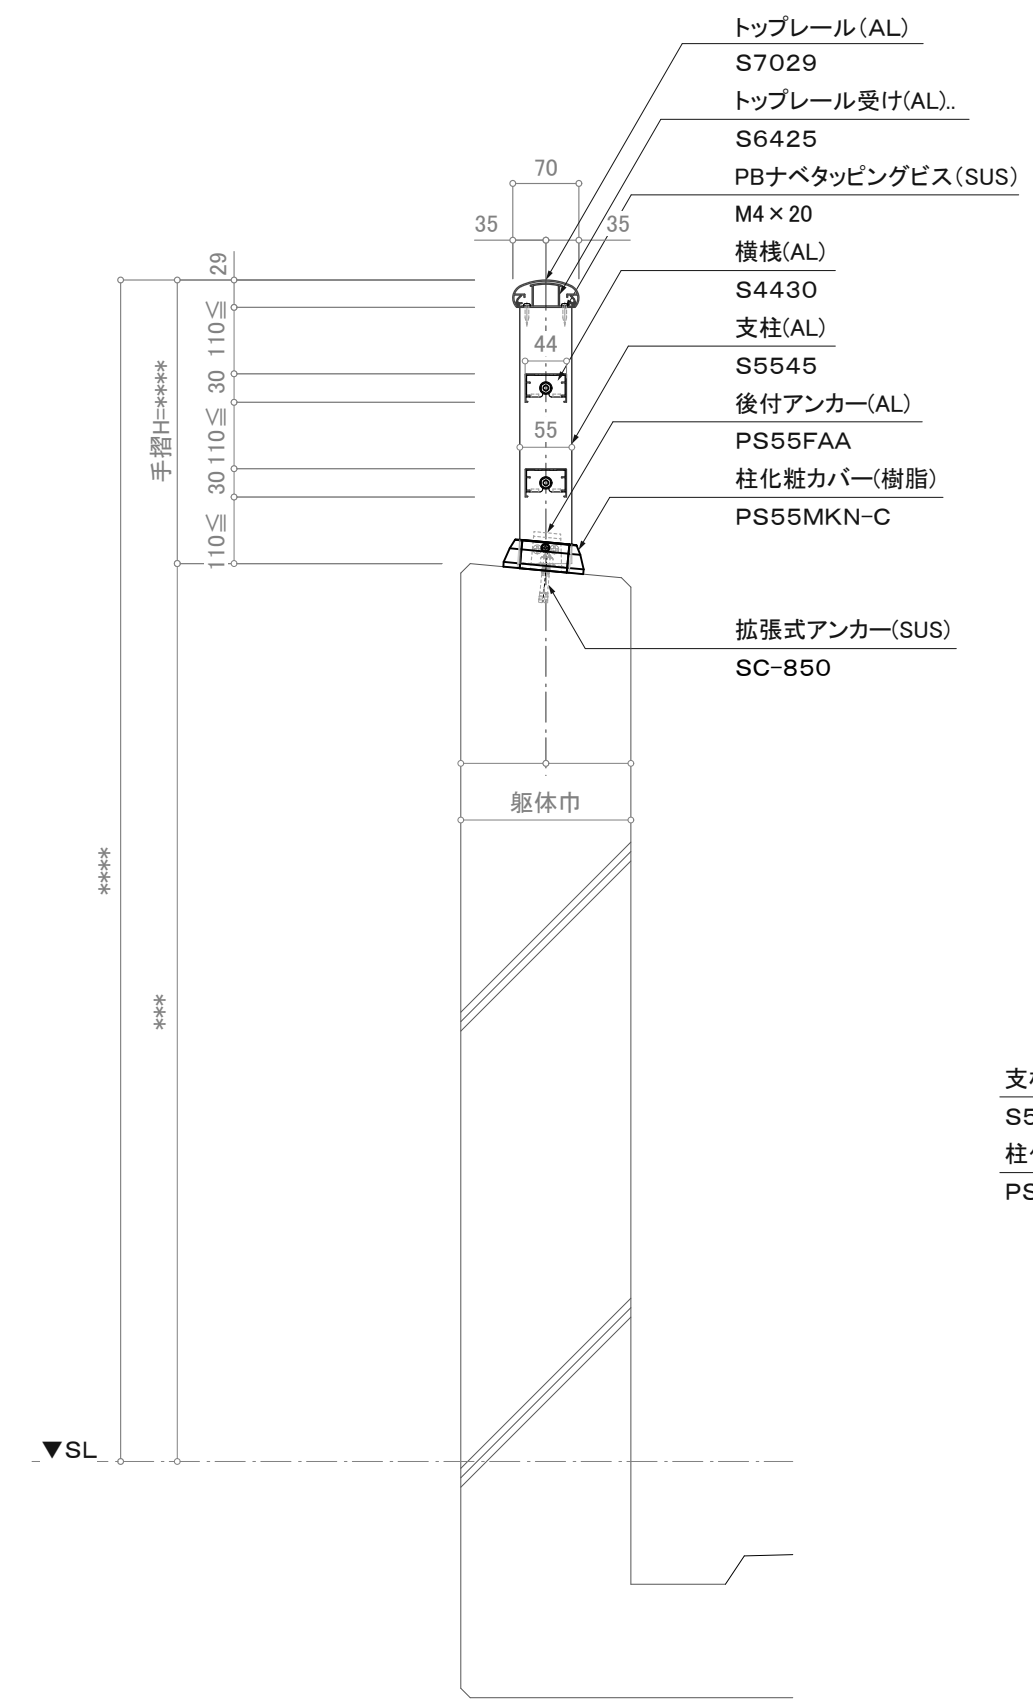 トップレール(AL)
S7029
トップレール受け(AL)..
S6425
PBナベタッピングビス(SUS)
M4×20
横桟(AL)
S4430
支柱(AL)
S5545
後付アンカー(AL)
PS55FAA
柱化粧カバー(樹脂)
PS55MKN-C
拡張式アンカー(SUS)
SC-850
70
35
35
29
110≦
30
110≦
30
110≦
手摺H=****
44
55
躯体巾
****
***
▼SL
S5
PS